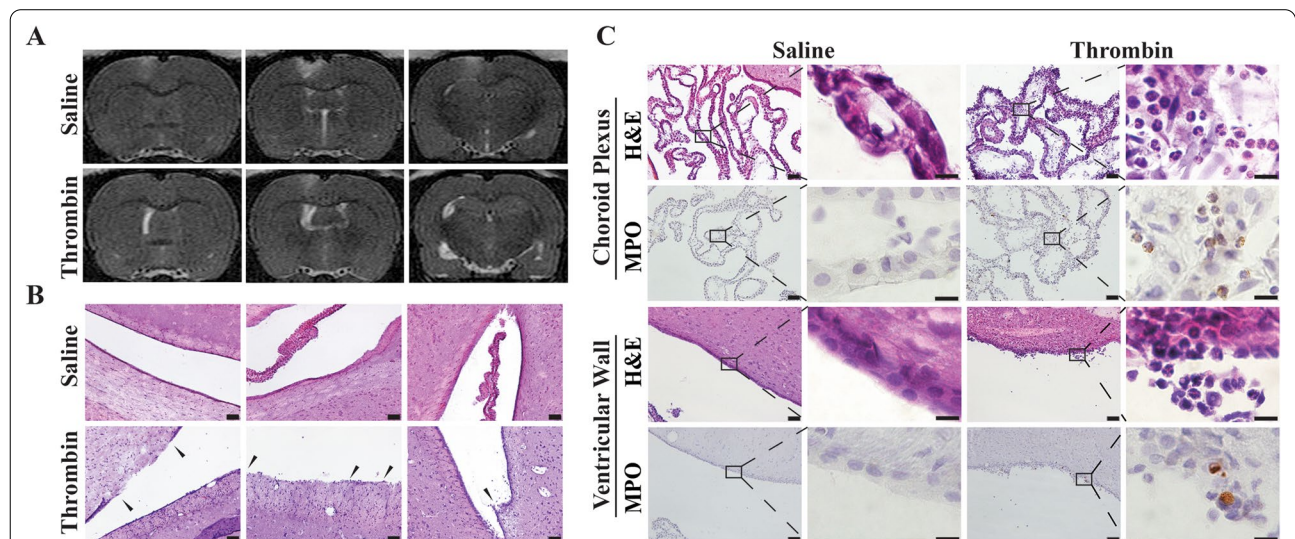 A
Saline
Thrombin
B
Saline
Thrombin
C
Saline
Thrombin
Choroid Plexus
H&E
MPO
Ventricular Wall
H&E
MPO